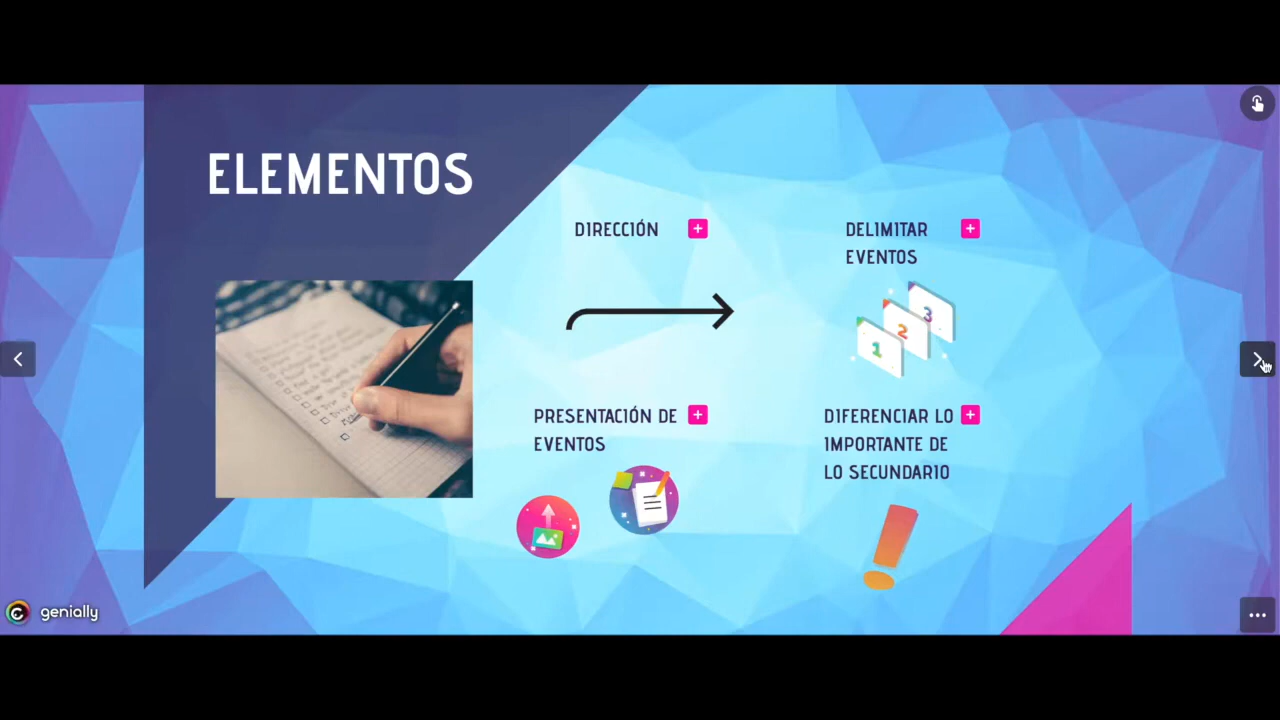 ELEMENTOS
DIRECCIÓN
DELIMITAR
EVENTOS
1
2
3
PRESENTACIÓN DE
EVENTOS
DIFERENCIAR LO
IMPORTANTE DE
LO SECUNDARIO
genially